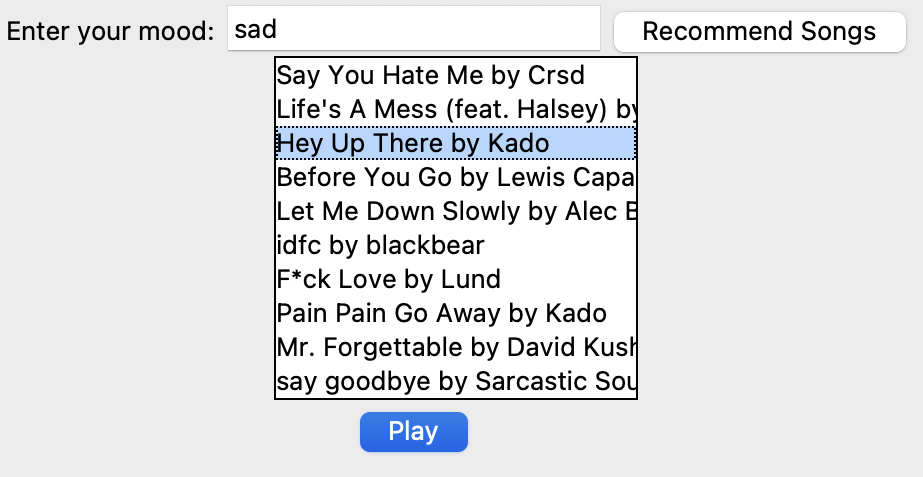 Enter your mood: sad Recommend Songs
Say You Hate Me by Crsd
Life's A Mess (feat. Halsey) by
Hey Up There by Kado
Before You Go by Lewis Capa
Let Me Down Slowly by Alec B
idfc by blackbear
F*ck Love by Lund
Pain Pain Go Away by Kado
Mr. Forgettable by David Kush
say goodbye by Sarcastic Sou
Play